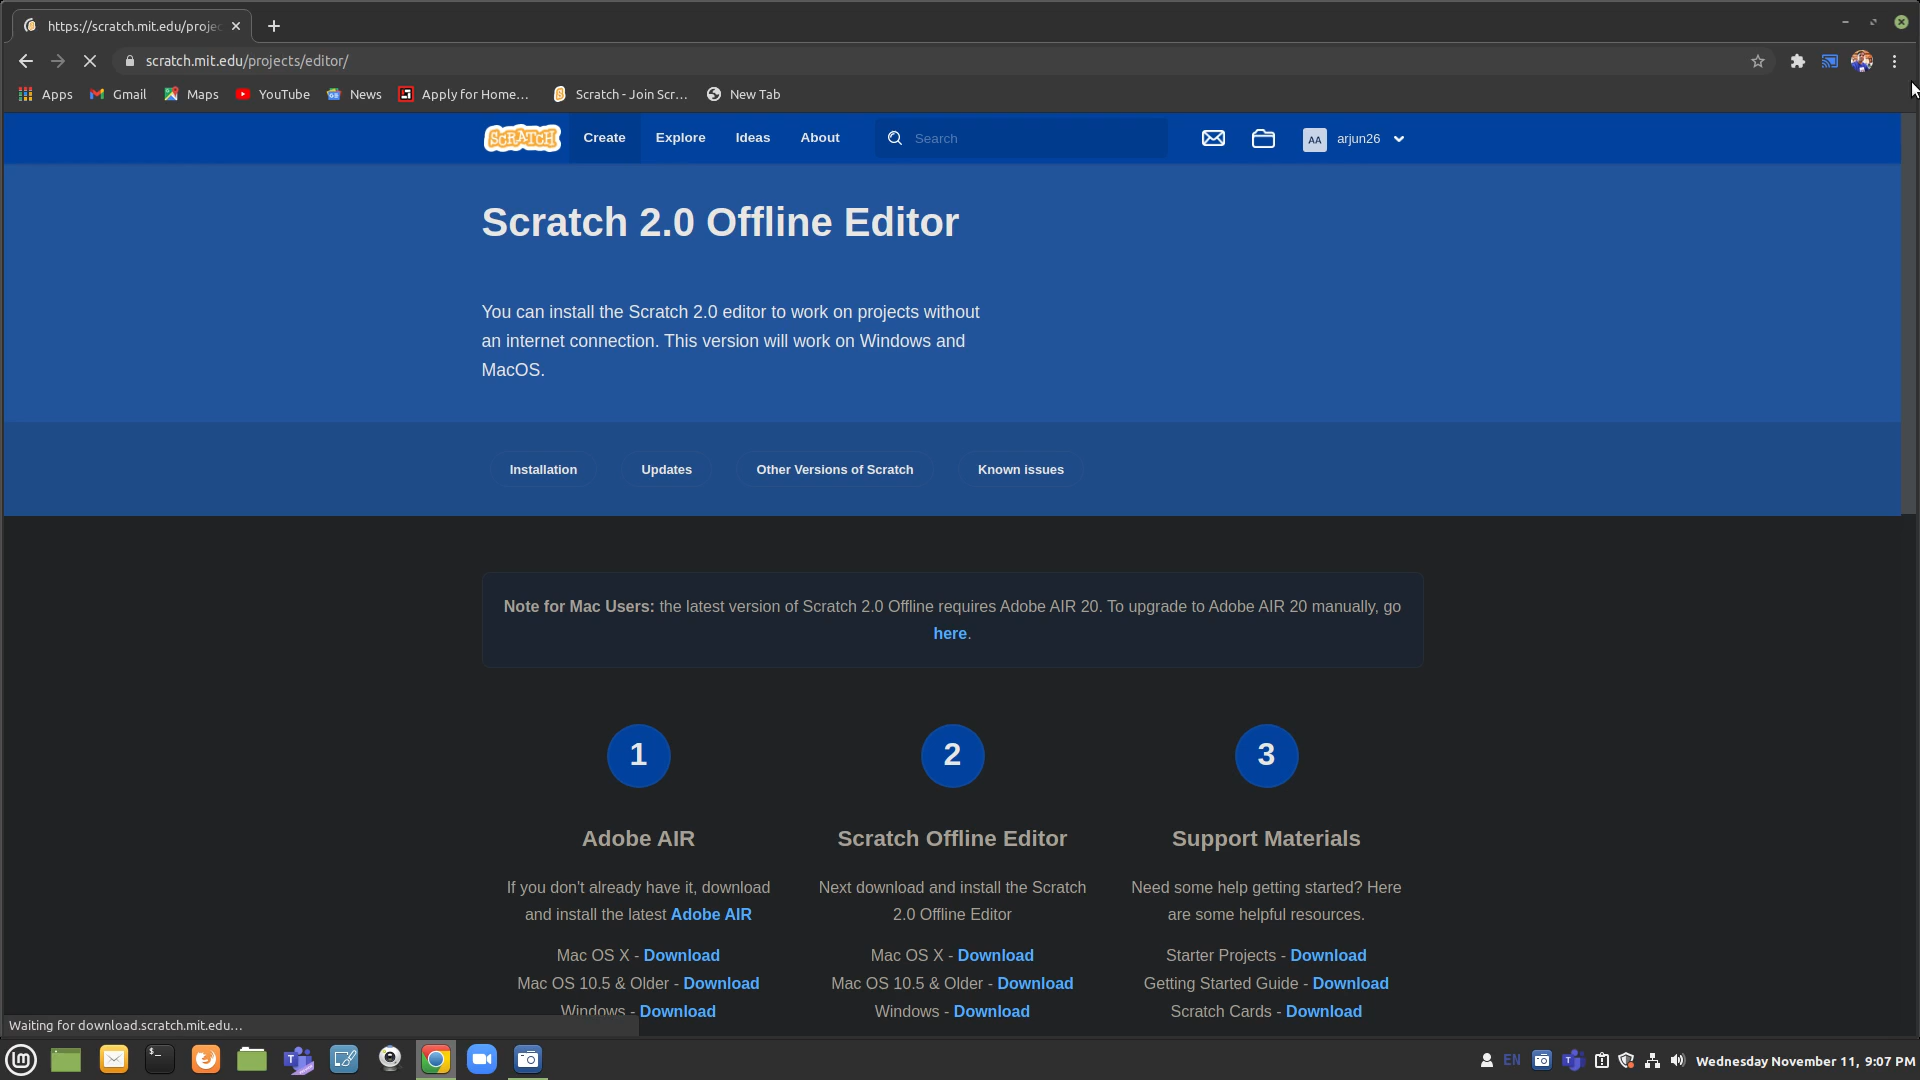 https://scratch.mit.edu/projec
scratch.mit.edu/projects/editor/
Apps Gmail Maps YouTube News Apply for Home... Scratch - Join Scr... New Tab
SCRATCH Create Explore Ideas About Search AA arjun26
Scratch 2.0 Offline Editor
You can install the Scratch 2.0 editor to work on projects without
an internet connection. This version will work on Windows and
MacOS.
Installation Updates Other Versions of Scratch Known issues
Note for Mac Users: the latest version of Scratch 2.0 Offline requires Adobe AIR 20. To upgrade to Adobe AIR 20 manually, go
here.
1
Adobe AIR
If you don't already have it, download
and install the latest Adobe AIR
Mac OS X - Download
Mac OS 10.5 & Older - Download
Windows - Download
2
Scratch Offline Editor
Next download and install the Scratch
2.0 Offline Editor
Mac OS X - Download
Mac OS 10.5 & Older - Download
Windows - Download
3
Support Materials
Need some help getting started? Here
are some helpful resources.
Starter Projects - Download
Getting Started Guide - Download
Scratch Cards - Download
Waiting for download.scratch.mit.edu...
EN Wednesday November 11, 9:07 PM